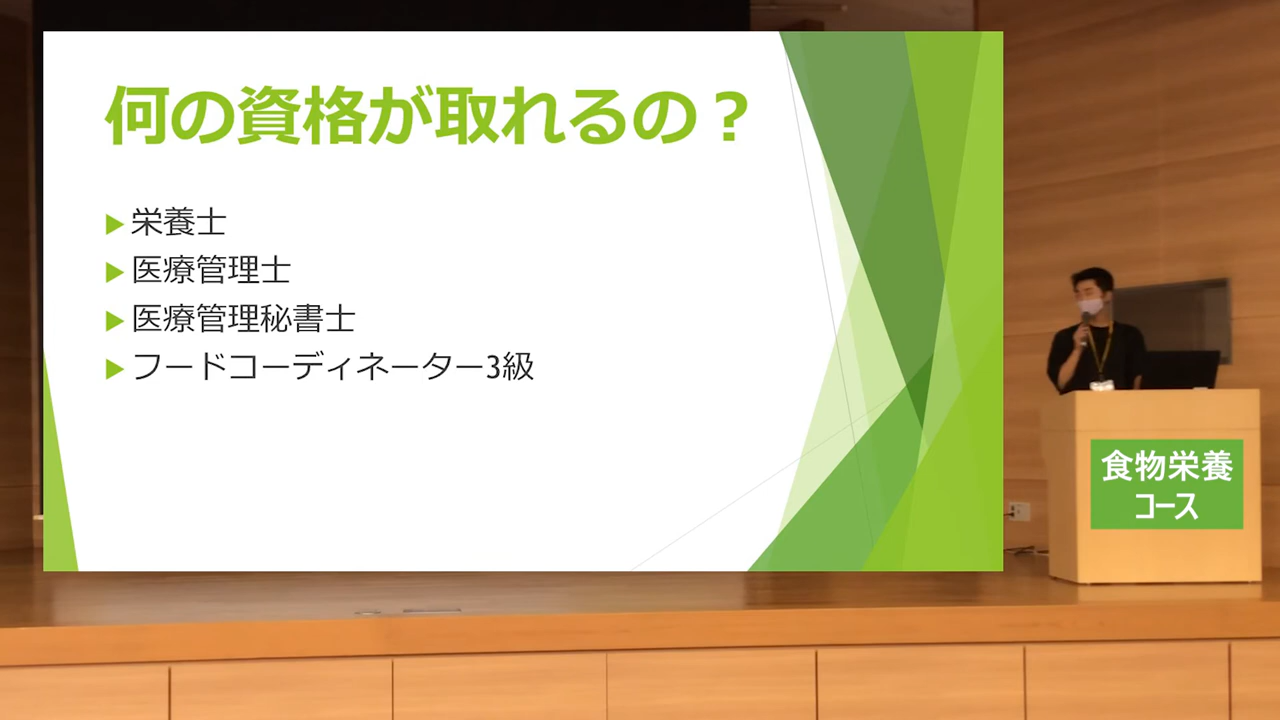 何の資格が取れるの？
栄養士
医療管理士
医療管理秘書士
フードコーディネーター3級
食物栄養
コース